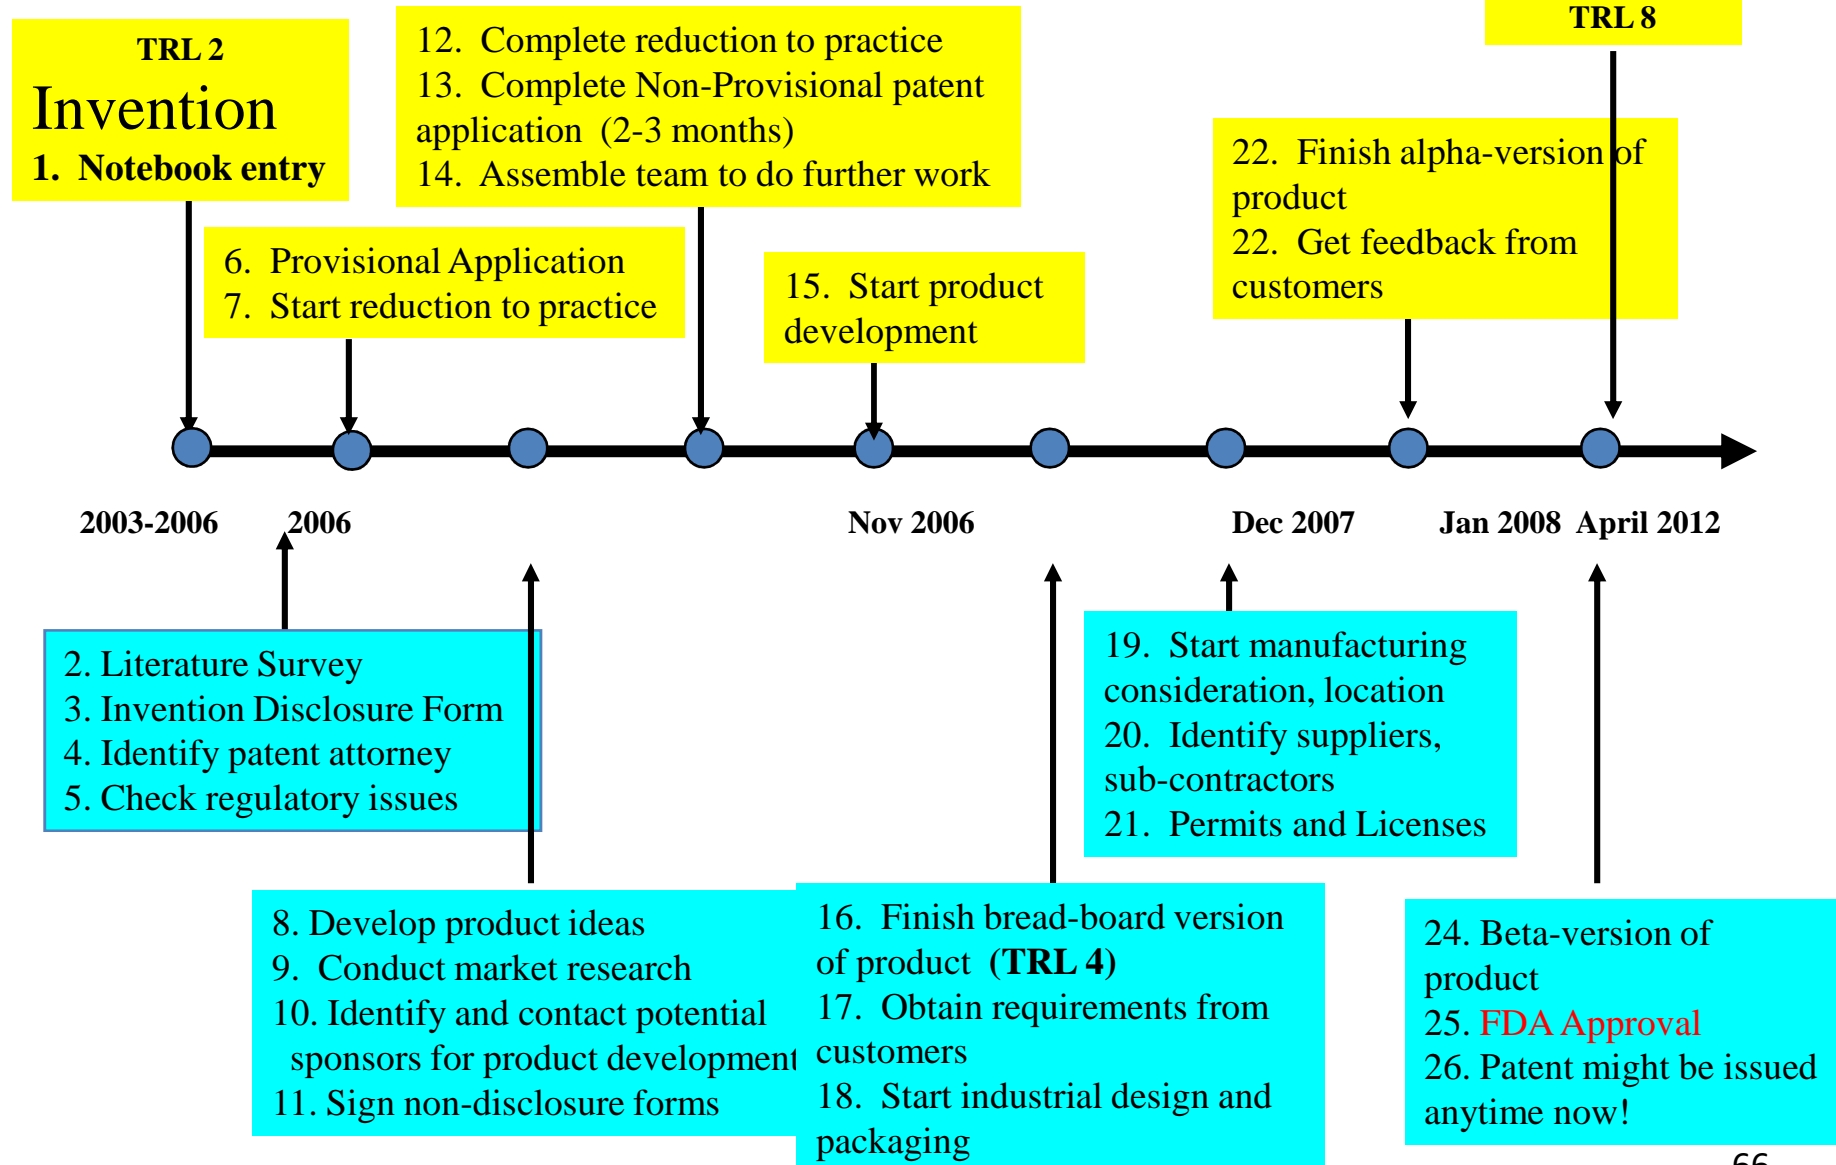 TRL 2
Invention
1. Notebook entry
12. Complete reduction to practice
13. Complete Non-Provisional patent
application (2-3 months)
14. Assemble team to do further work
TRL 8
6. Provisional Application
7. Start reduction to practice
15. Start product
development
22. Finish alpha-version of
product
22. Get feedback from
customers
2003-2006
2006
Nov 2006
Dec 2007
Jan 2008
April 2012
2. Literature Survey
3. Invention Disclosure Form
4. Identify patent attorney
5. Check regulatory issues
8. Develop product ideas
9. Conduct market research
10. Identify and contact potential
sponsors for product development
11. Sign non-disclosure forms
16. Finish bread-board version
of product (TRL 4)
17. Obtain requirements from
customers
18. Start industrial design and
packaging
19. Start manufacturing
consideration, location
20. Identify suppliers,
sub-contractors
21. Permits and Licenses
24. Beta-version of
product
25. FDA Approval
26. Patent might be issued
anytime now!
66